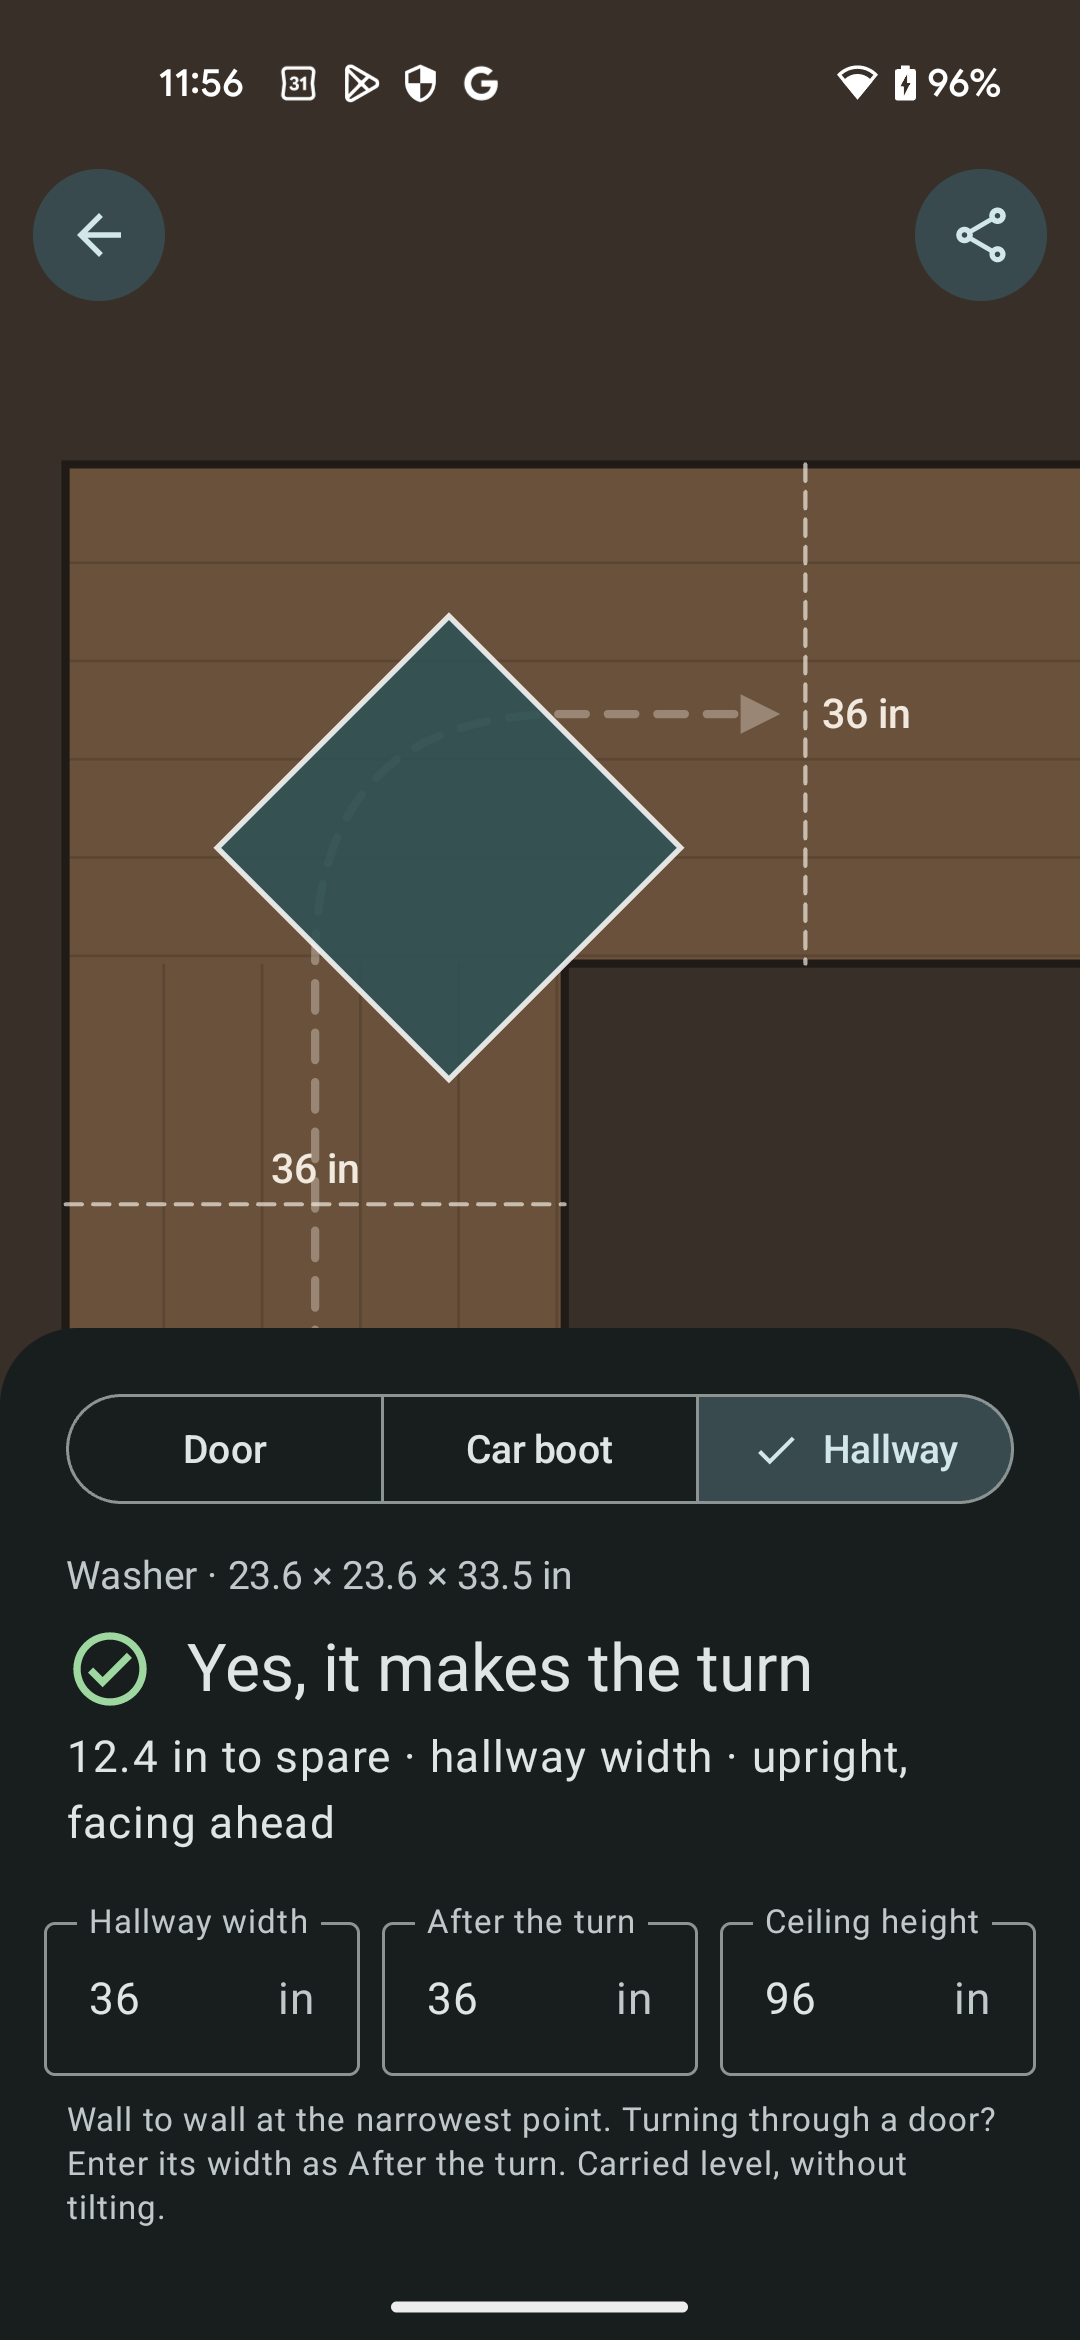 11:56 31 G 96%
36 in
36 in
Door Car boot Hallway
Washer · 23.6 × 23.6 × 33.5 in
Yes, it makes the turn
12.4 in to spare · hallway width · upright,
facing ahead
Hallway width After the turn Ceiling height
36 in 36 in 96 in
Wall to wall at the narrowest point. Turning through a door?
Enter its width as After the turn. Carried level, without
tilting.